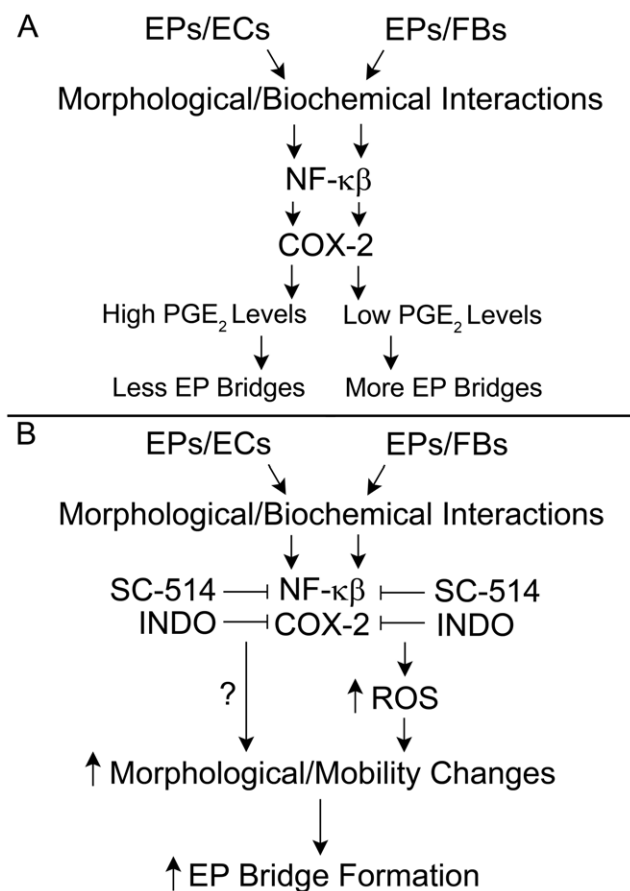 A
EPs/ECs EPs/FBs
Morphological/Biochemical Interactions
NF-κβ
COX-2
High PGE₂ Levels Low PGE₂ Levels
Less EP Bridges More EP Bridges
B
EPs/ECs EPs/FBs
Morphological/Biochemical Interactions
SC-514 NF-κβ SC-514
INDO COX-2 INDO
? ↑ ROS
↑ Morphological/Mobility Changes
↑ EP Bridge Formation